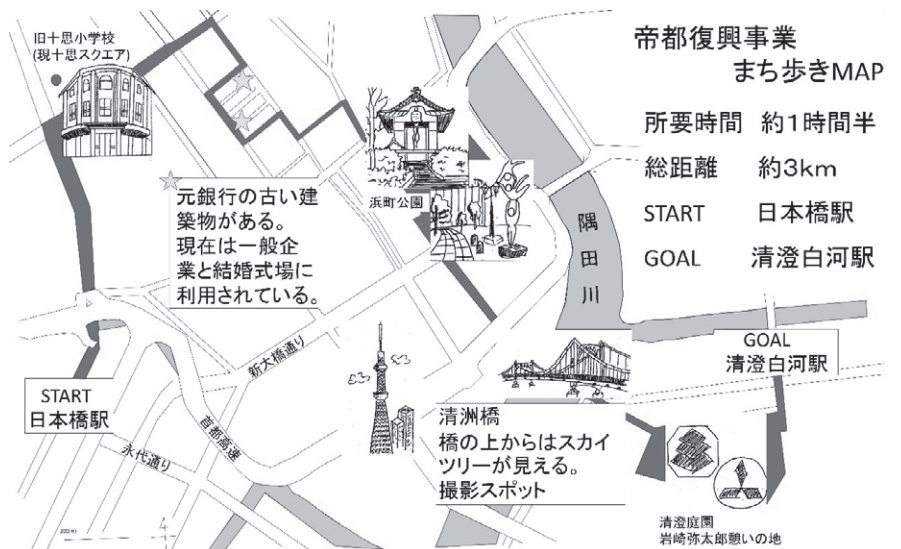 旧十思小学校
(現十思スクエア)
帝都復興事業
まち歩きMAP
所要時間 約1時間半
総距離 約3km
START 日本橋駅
GOAL 清澄白河駅
浜町公園
元銀行の古い建
築物がある。
現在は一般企
業と結婚式場に
利用されている。
隅田川
新大橋通り
GOAL
清澄白河駅
START
日本橋駅
首都高速
永代通り
清洲橋
橋の上からはスカイ
ツリーが見える。
撮影スポット
清澄庭園
岩崎弥太郎憩いの地